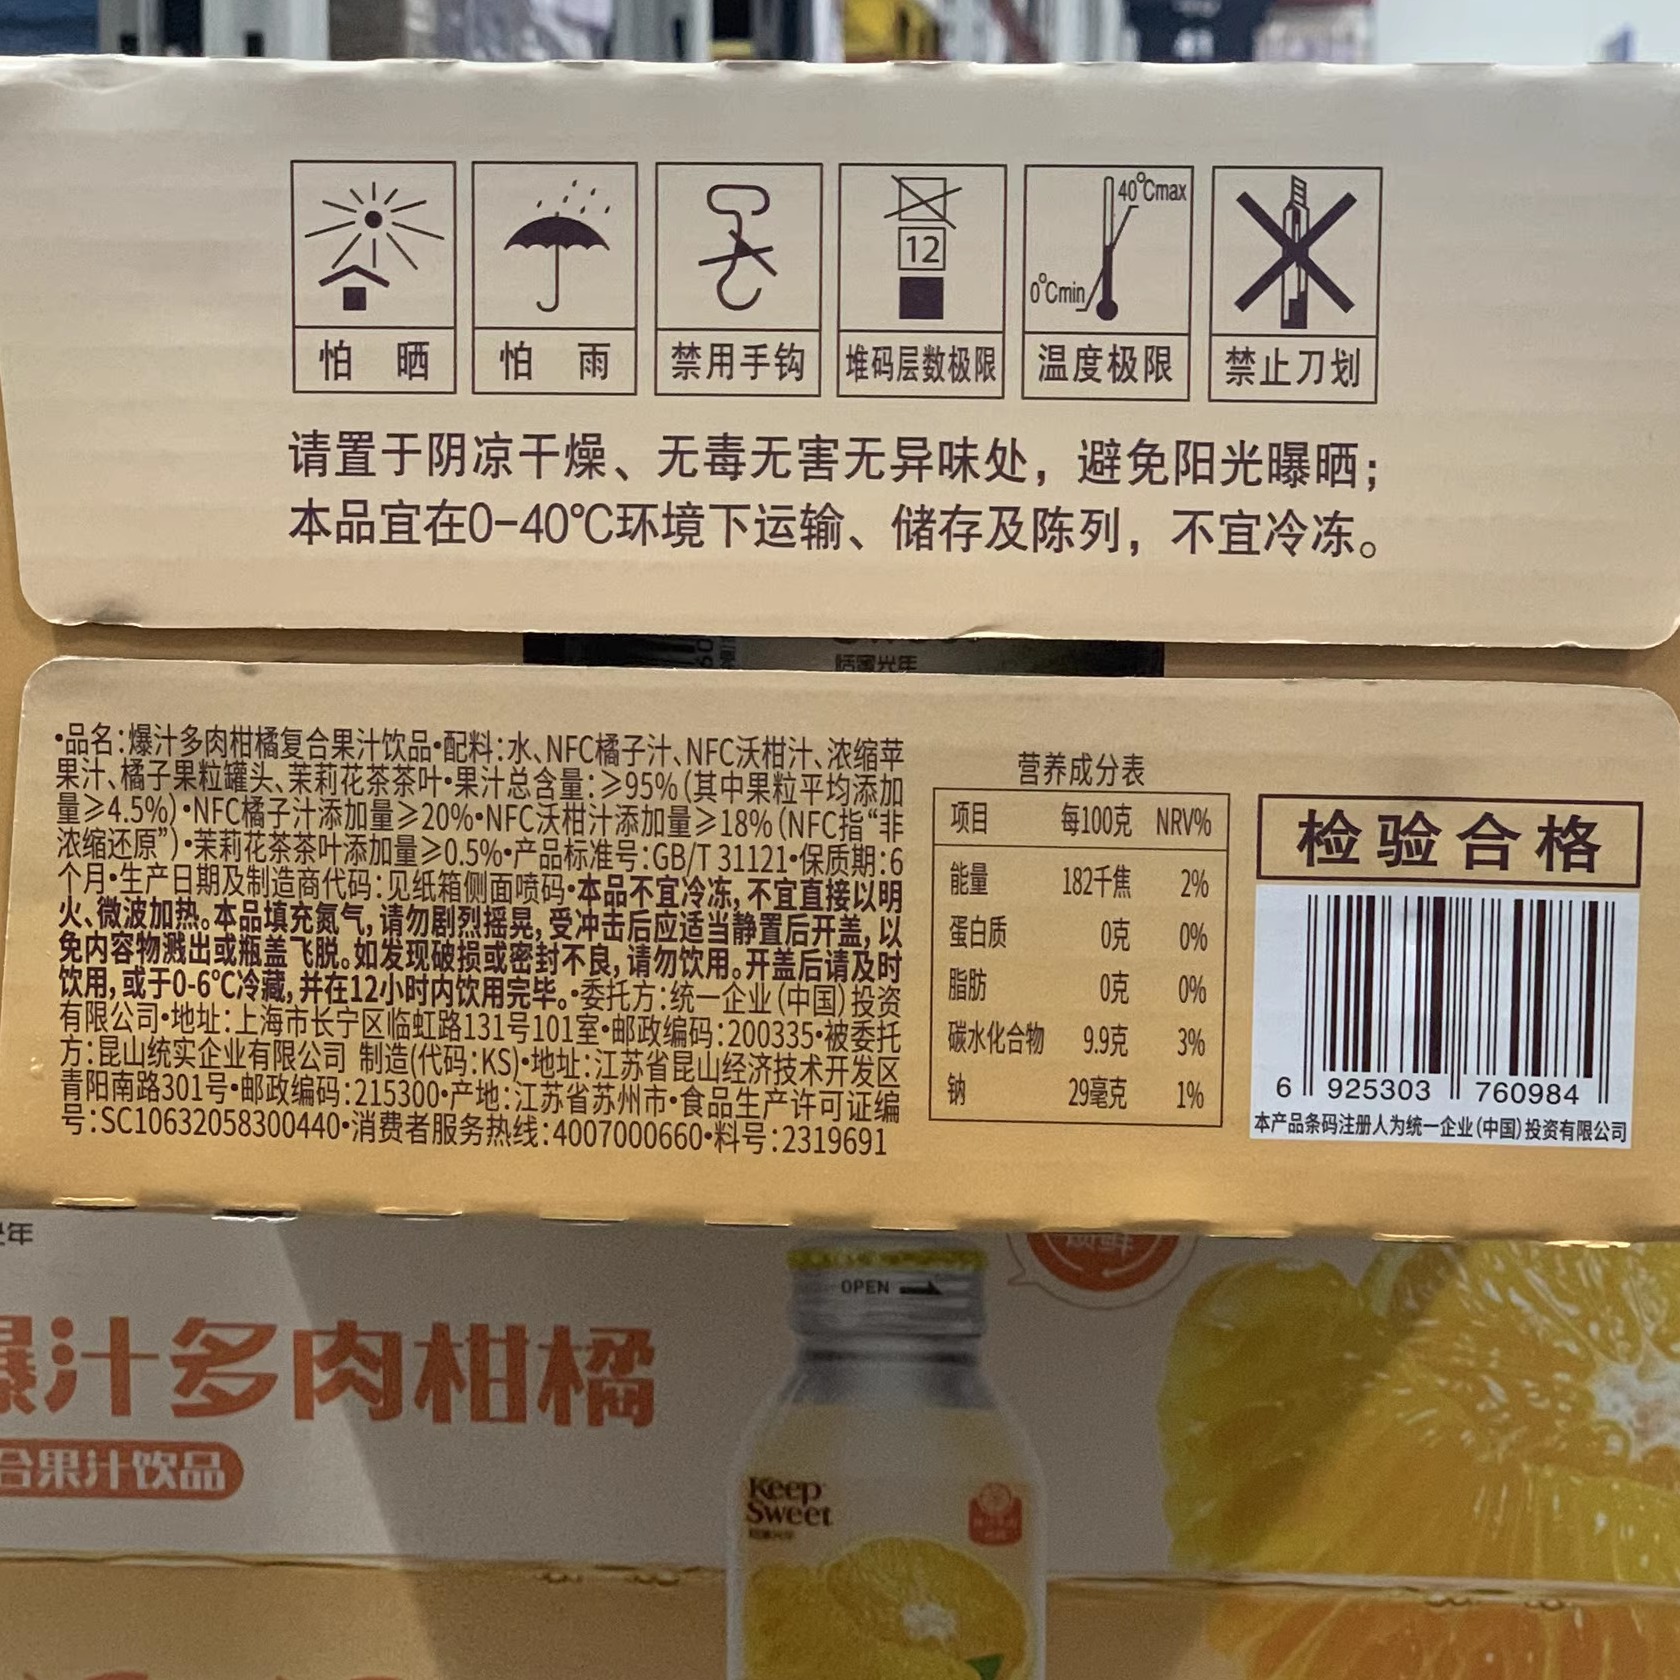 40°Cmax
12
0°Cmin
怕 晒
怕 雨
禁用手钩
堆码层数极限
温度极限
禁止刀划
请置于阴凉干燥、无毒无害无异味处，避免阳光曝晒；
本品宜在0-40℃环境下运输、储存及陈列，不宜冷冻。
恬蜜光年
•品名:爆汁多肉柑橘复合果汁饮品•配料:水、NFC橘子汁、NFC沃柑汁、浓缩苹
果汁、橘子果粒罐头、茉莉花茶茶叶•果汁总含量:≥95%(其中果粒平均添加
量≥4.5%)•NFC橘子汁添加量≥20%•NFC沃柑汁添加量≥18%(NFC指“非
浓缩还原”)•茉莉花茶茶叶添加量≥0.5%•产品标准号:GB/T 31121•保质期:6
个月•生产日期及制造商代码:见纸箱侧面喷码•本品不宜冷冻,不宜直接以明
火、微波加热。本品填充氮气,请勿剧烈摇晃,受冲击后应适当静置后开盖,以
免内容物溅出或瓶盖飞脱。如发现破损或密封不良,请勿饮用。开盖后请及时
饮用,或于0-6℃冷藏,并在12小时内饮用完毕。•委托方:统一企业(中国)投资
有限公司•地址:上海市长宁区临虹路131号101室•邮政编码:200335•被委托
方:昆山统实企业有限公司 制造(代码:KS)•地址:江苏省昆山经济技术开发区
青阳南路301号•邮政编码:215300•产地:江苏省苏州市•食品生产许可证编
号:SC10632058300440•消费者服务热线:4007000660•料号:2319691
营养成分表
项目 每100克 NRV%
能量 182千焦 2%
蛋白质 0克 0%
脂肪 0克 0%
碳水化合物 9.9克 3%
钠 29毫克 1%
检验合格
6 925303 760984
本产品条码注册人为统一企业(中国)投资有限公司
年
OPEN
爆汁多肉柑橘
合果汁饮品
Keep
Sweet